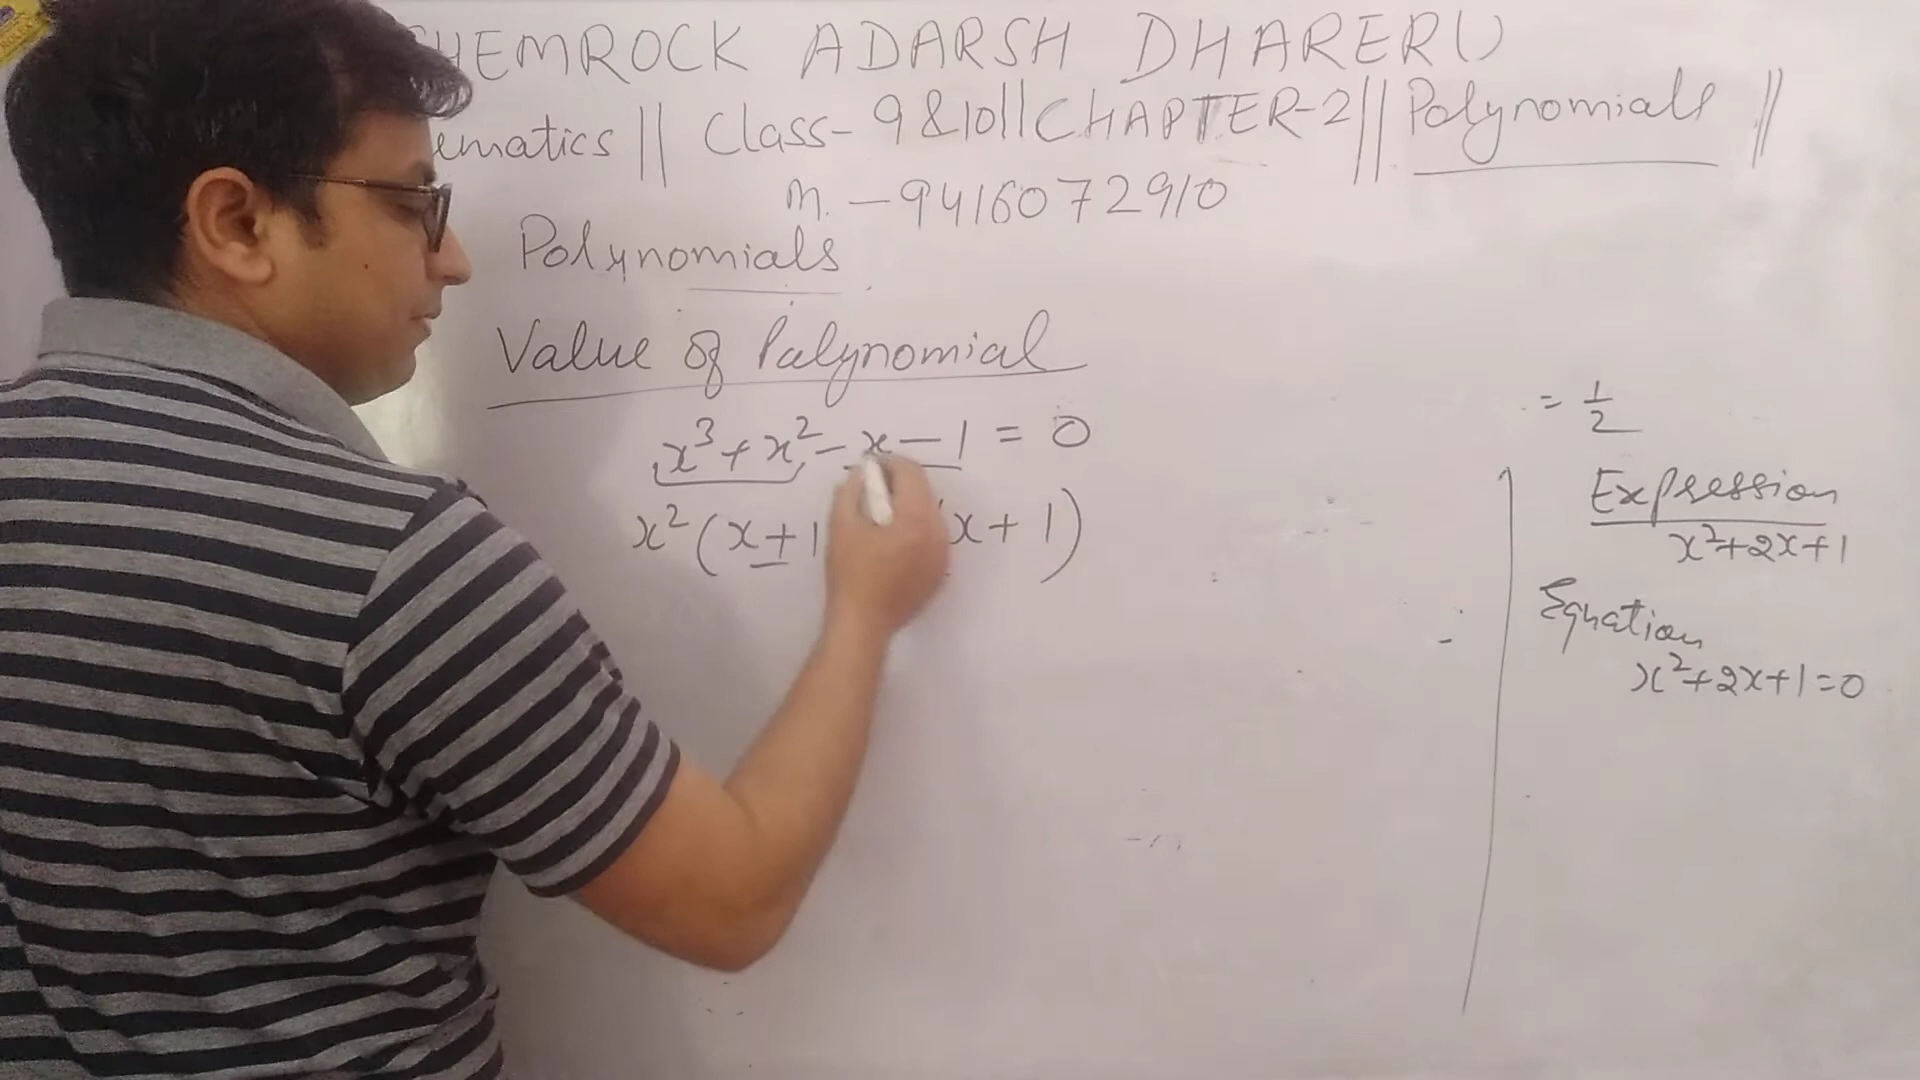 HEMROCK ADARSH DHARERU
ematics || Class- 9 & 10 || CHAPTER-2 || Polynomials ||
m. - 9416072910
Polynomials
Value of Palynomial
x³ + x² - x - 1 = 0
x² (x + 1 x + 1)
= 1/2
Expression
x² + 2x + 1
Equation
x² + 2x + 1 = 0